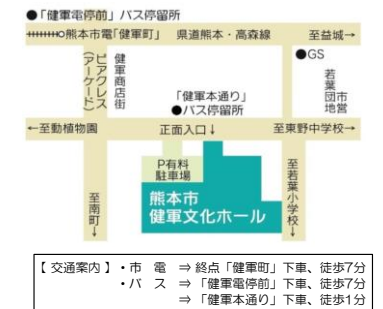 ●「健軍電停前」バス停留所
熊本市電「健軍町」 県道熊本・高森線 至益城→
●GS
健軍商店街
ピアクレス
(アーケード)
若葉団地
市営
「健軍本通り」
●バス停留所
←至動植物園 正面入口↓ 至東野中学校→
P有料
駐車場
熊本市
健軍文化ホール
至南町↓
至若葉小学校↓
【 交通案内 】・市 電 ⇒ 終点「健軍町」下車、徒歩7分
・バ ス ⇒ 「健軍電停前」下車、徒歩7分
⇒ 「健軍本通り」下車、徒歩1分